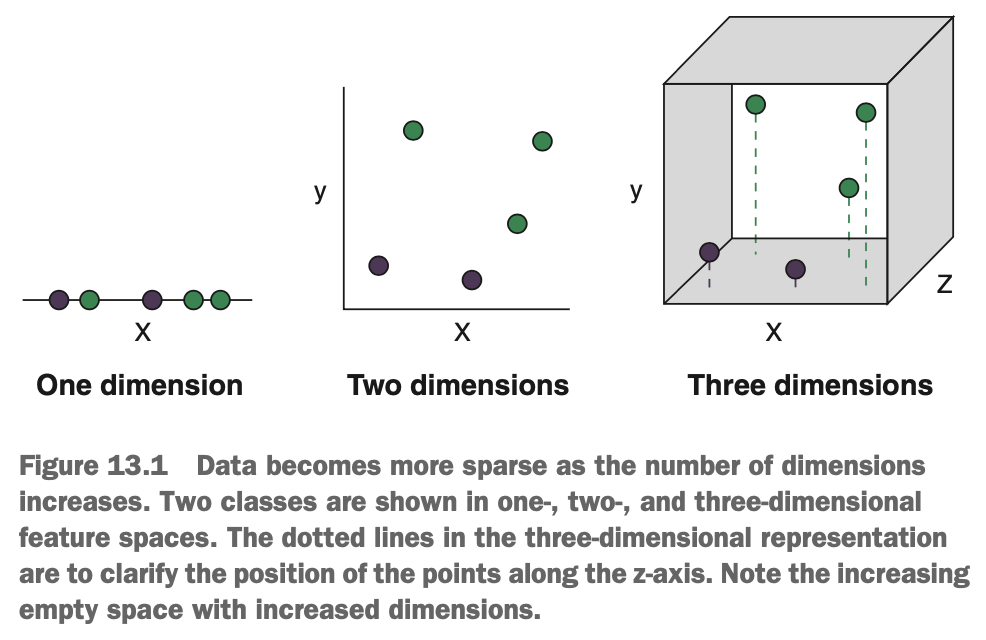 y
y
Z
X
X
X
One dimension
Two dimensions
Three dimensions
Figure 13.1 Data becomes more sparse as the number of dimensions
increases. Two classes are shown in one-, two-, and three-dimensional
feature spaces. The dotted lines in the three-dimensional representation
are to clarify the position of the points along the z-axis. Note the increasing
empty space with increased dimensions.